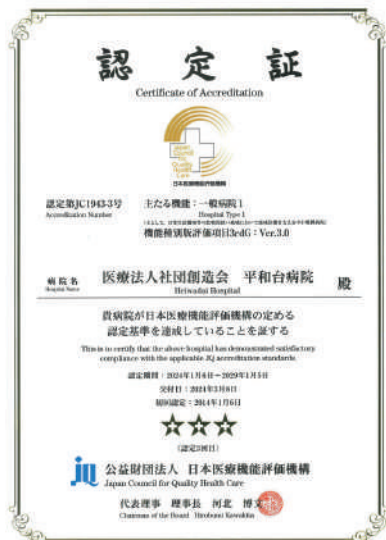 認定証
Certificate of Accreditation
Japan
Council
for
Quality
Health
Care
日本医療機能評価機構
認定第JC1943-3号
Accreditation Number
主たる機能：一般病院1
Hospital Type 1
機能種別版評価項目3rdG：Ver.3.0
病院名
Hospital Name
医療法人社団創造会 平和台病院 殿
Heiwadai Hospital
貴病院が日本医療機能評価機構の定める
認定基準を達成していることを証する
This is to certify that the above hospital has demonstrated satisfactory
compliance with the applicable JQ accreditation standards.
認定期間：2024年1月6日～2029年1月5日
交付日：2024年3月8日
初回認定：2014年1月6日
(認定3回目)
jq 公益財団法人 日本医療機能評価機構
Japan Council for Quality Health Care
代表理事 理事長 河北 博文
Chairman of the Board Hirobumi Kawakita